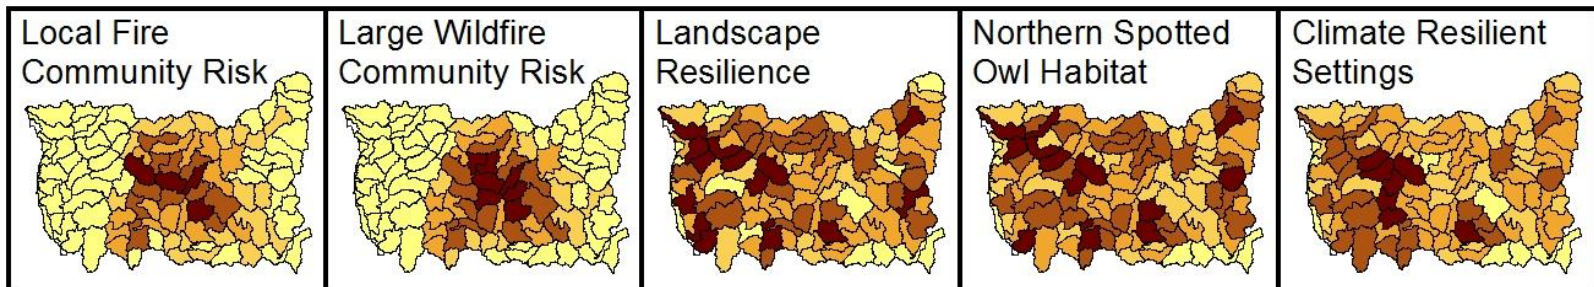 Local Fire
Community Risk
Large Wildfire
Community Risk
Landscape
Resilience
Northern Spotted
Owl Habitat
Climate Resilient
Settings